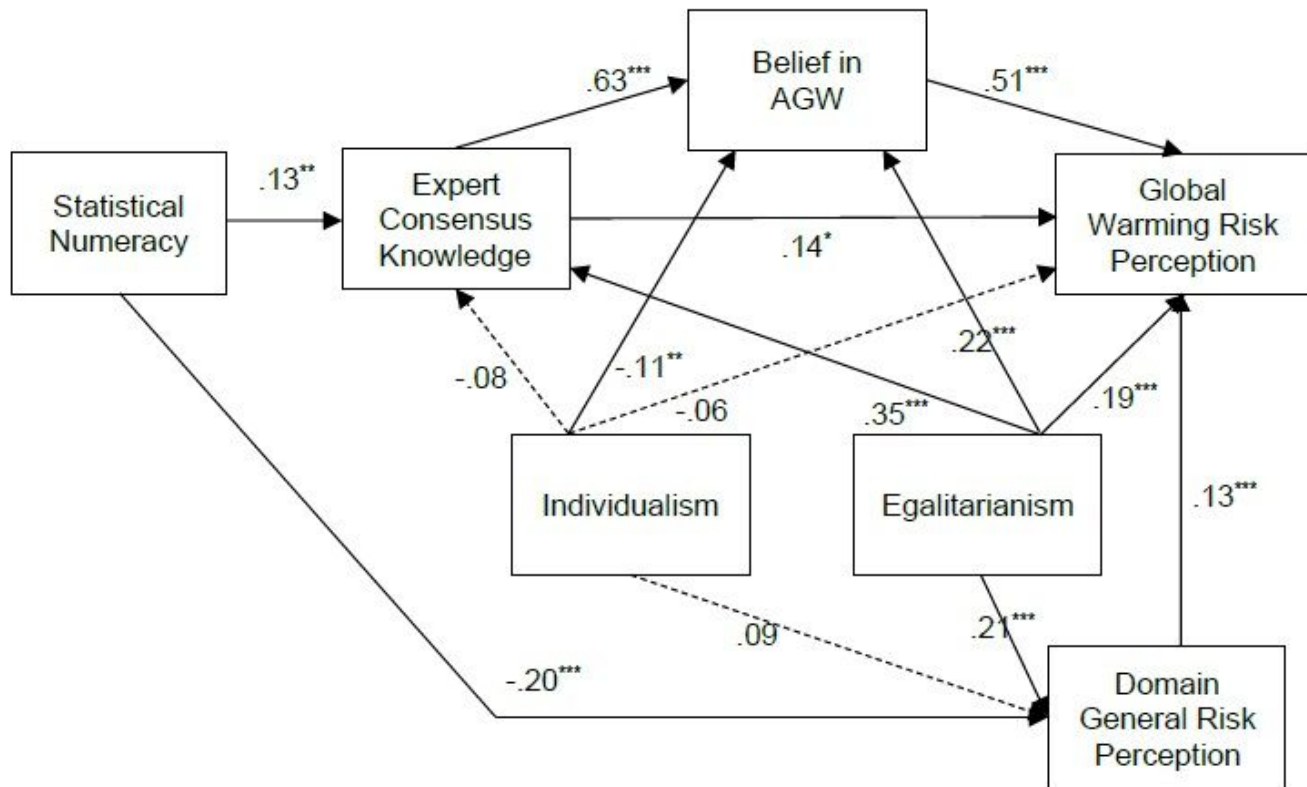 Belief in
AGW
.63***
.51***
Statistical
Numeracy
.13**
Expert
Consensus
Knowledge
Global
Warming Risk
Perception
.14*
-.08
-.11**
-.06
.22***
.35***
.19***
Individualism
Egalitarianism
.13***
.09
.21***
-.20***
Domain
General Risk
Perception